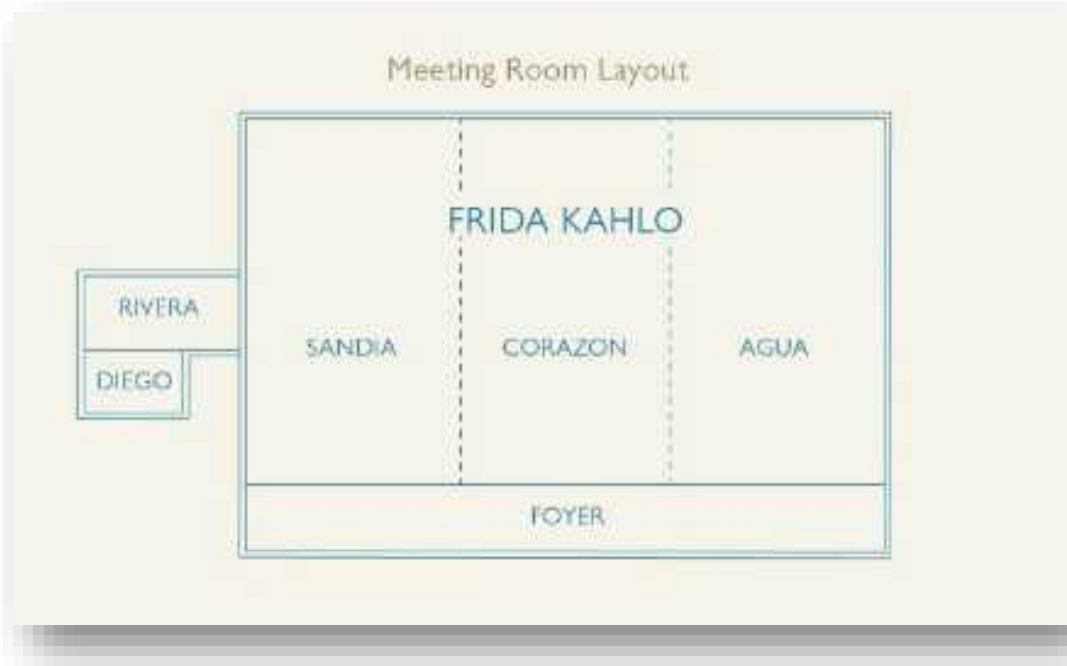 Meeting Room Layout
FRIDA KAHLO
RIVERA
SANDIA CORAZON AGUA
DIEGO
FOYER